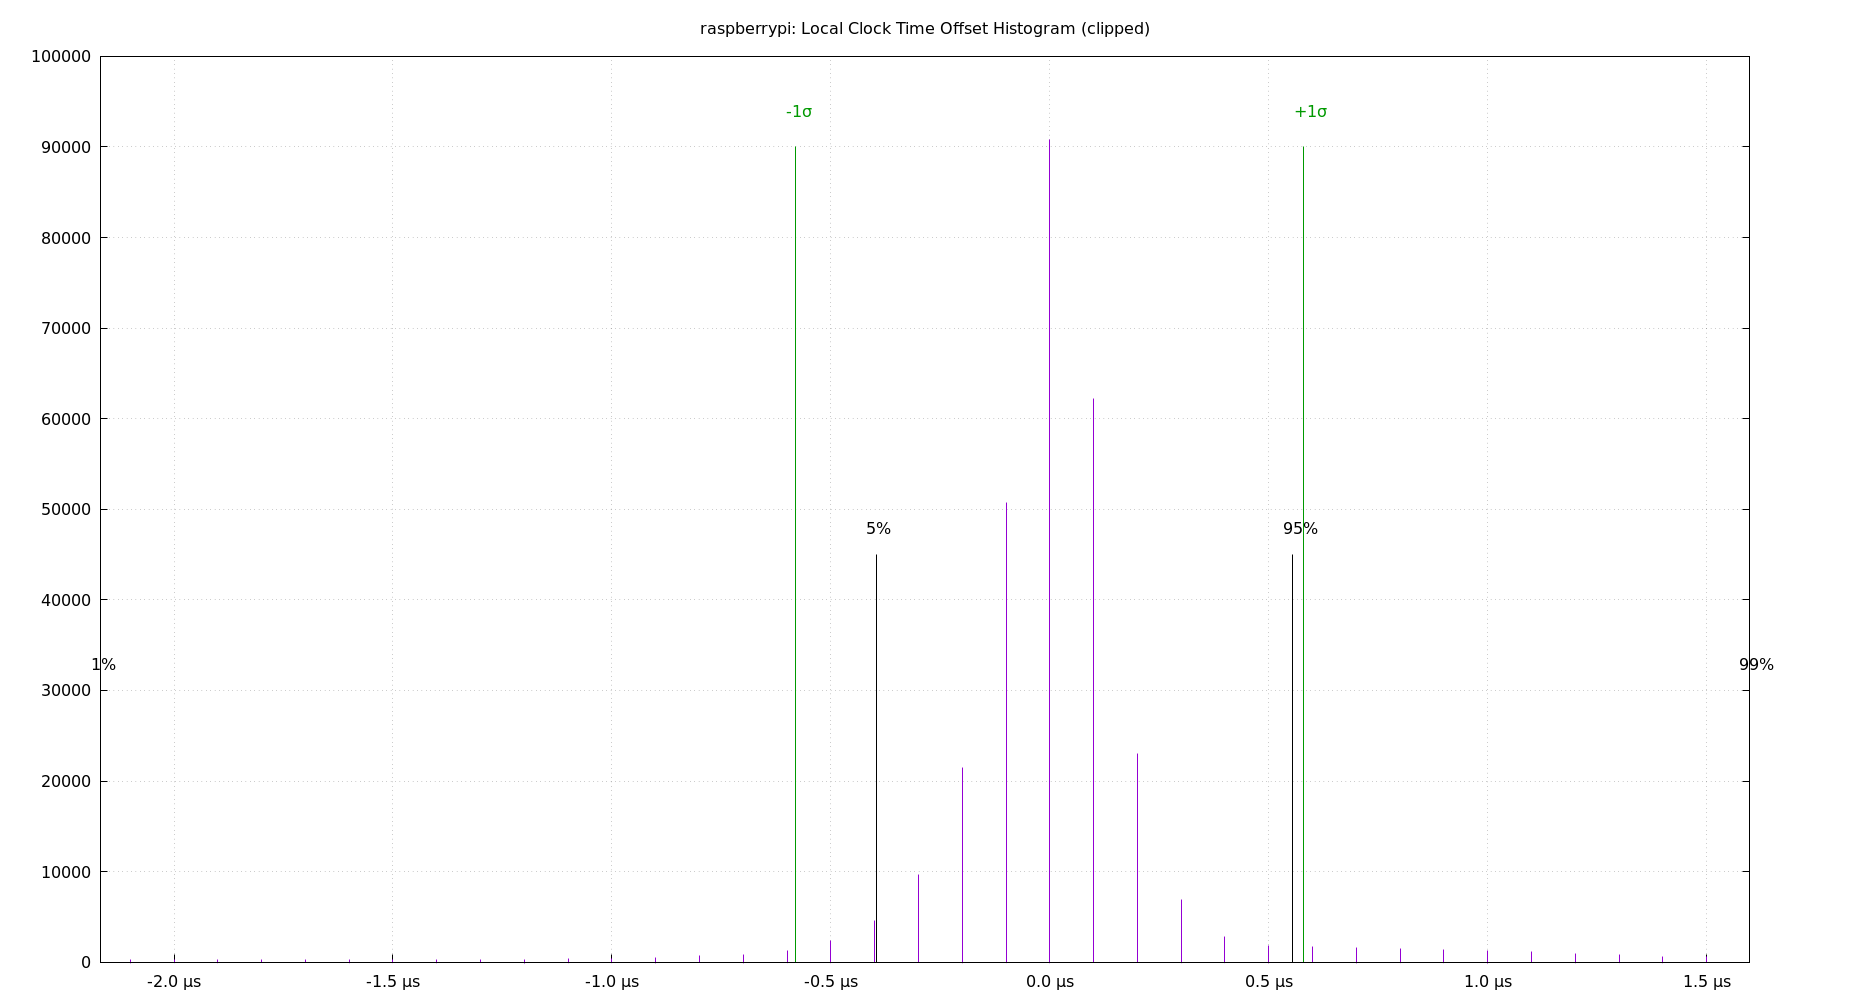 raspberrypi: Local Clock Time Offset Histogram (clipped)
100000
-1σ
+1σ
90000
80000
70000
60000
50000
5%
95%
40000
1%
99%
30000
20000
10000
0
-2.0 µs
-1.5 µs
-1.0 µs
-0.5 µs
0.0 µs
0.5 µs
1.0 µs
1.5 µs